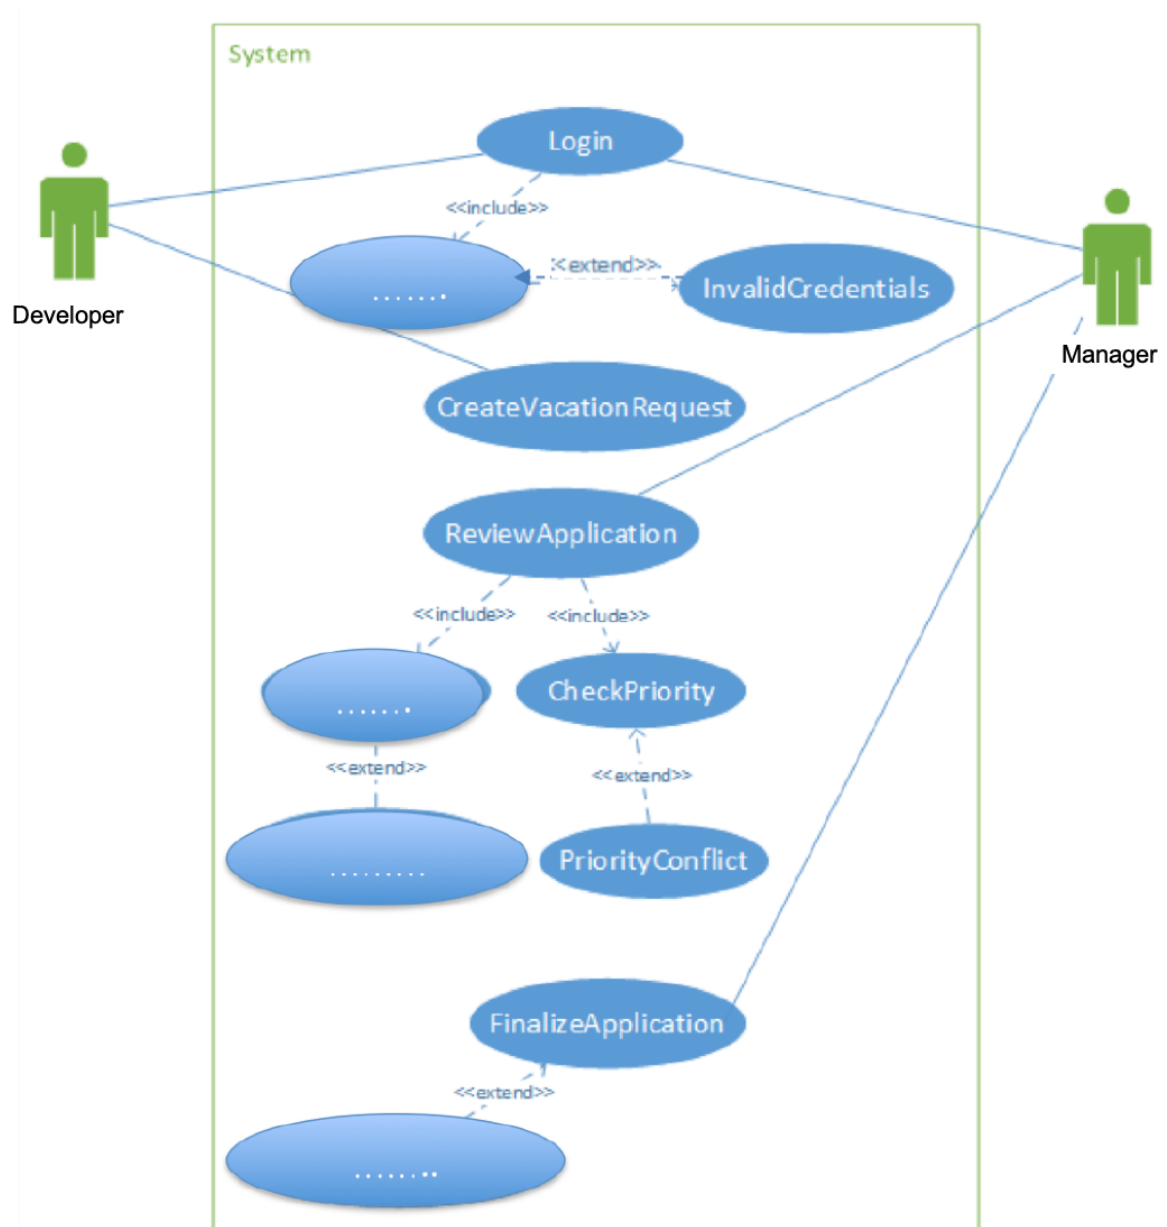 System
Login
<<include>>
<<extend>>
.......
InvalidCredentials
Developer
Manager
CreateVacationRequest
ReviewApplication
<<include>>
<<include>>
.......
CheckPriority
<<extend>>
<<extend>>
.........
PriorityConflict
FinalizeApplication
<<extend>>
........